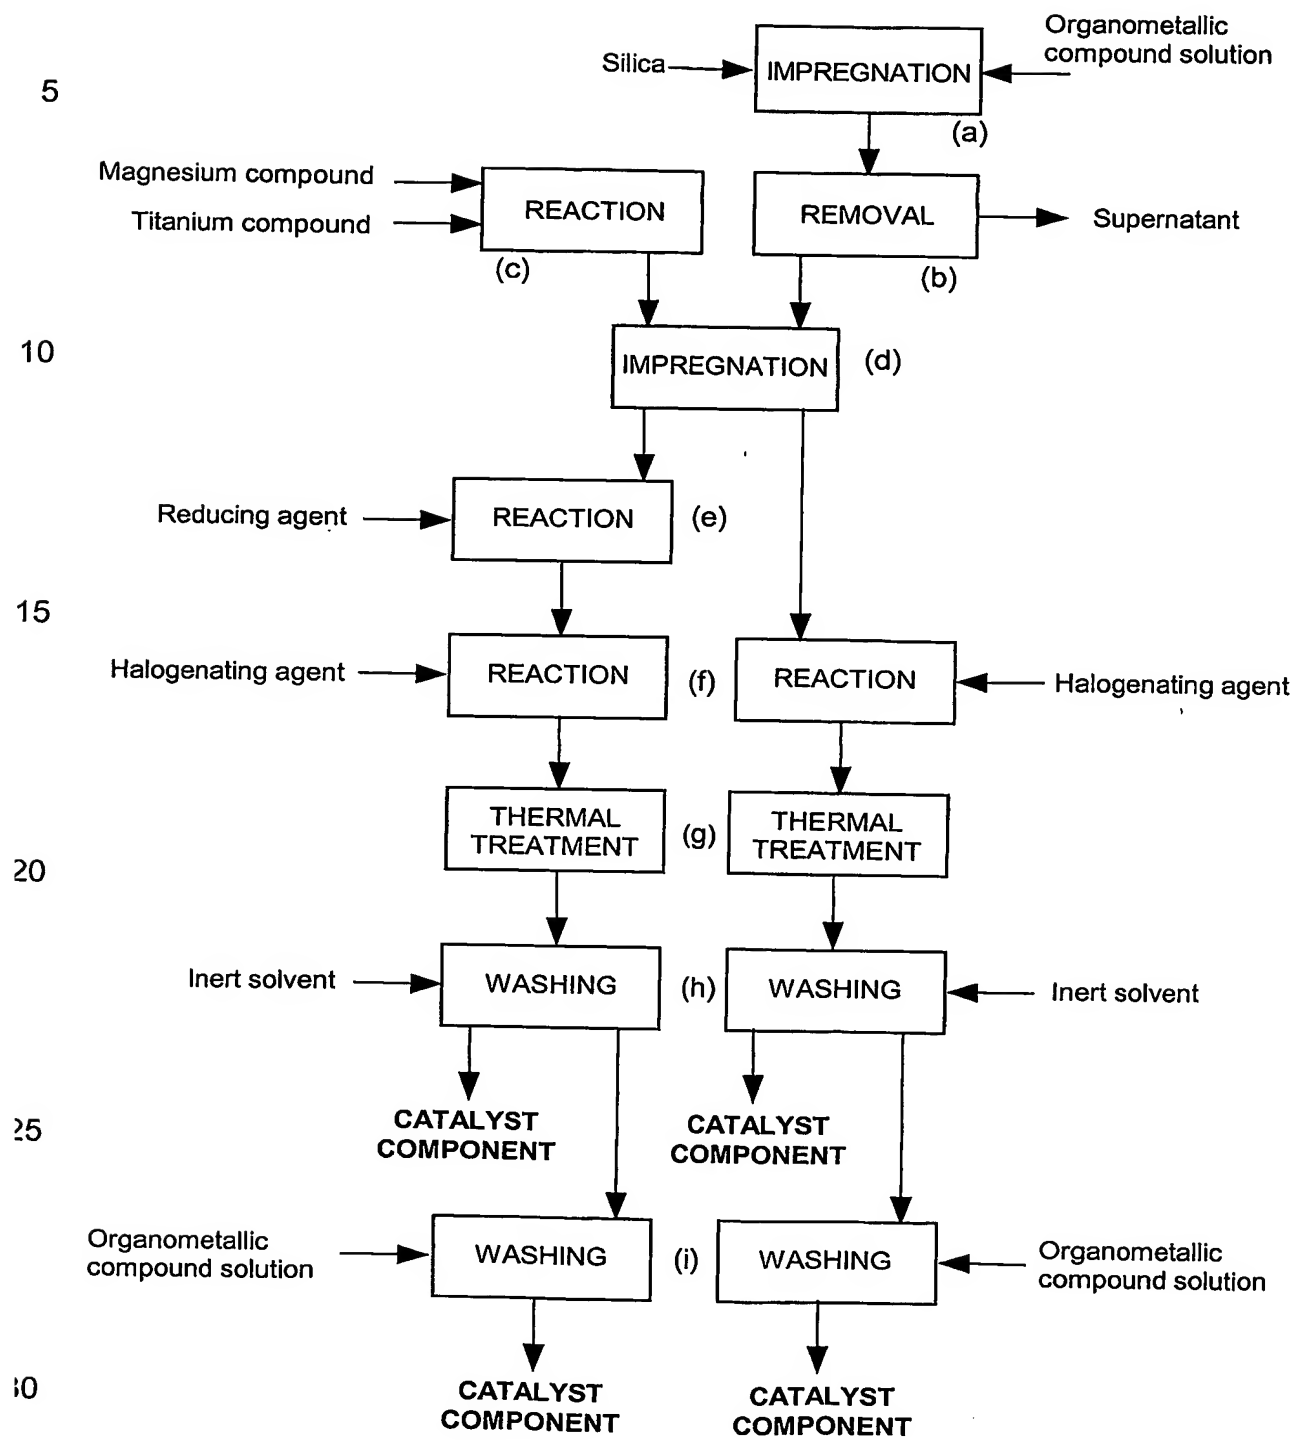 Organometallic
compound solution
Silica
IMPREGNATION
5
(a)
Magnesium compound
Titanium compound
REACTION
REMOVAL
Supernatant
(c)
(b)
10
IMPREGNATION
(d)
Reducing agent
REACTION
(e)
15
Halogenating agent
REACTION
(f)
REACTION
Halogenating agent
THERMAL
TREATMENT
(g)
THERMAL
TREATMENT
20
Inert solvent
WASHING
(h)
WASHING
Inert solvent
CATALYST
COMPONENT
CATALYST
COMPONENT
25
Organometallic
compound solution
WASHING
(i)
WASHING
Organometallic
compound solution
30
CATALYST
COMPONENT
CATALYST
COMPONENT